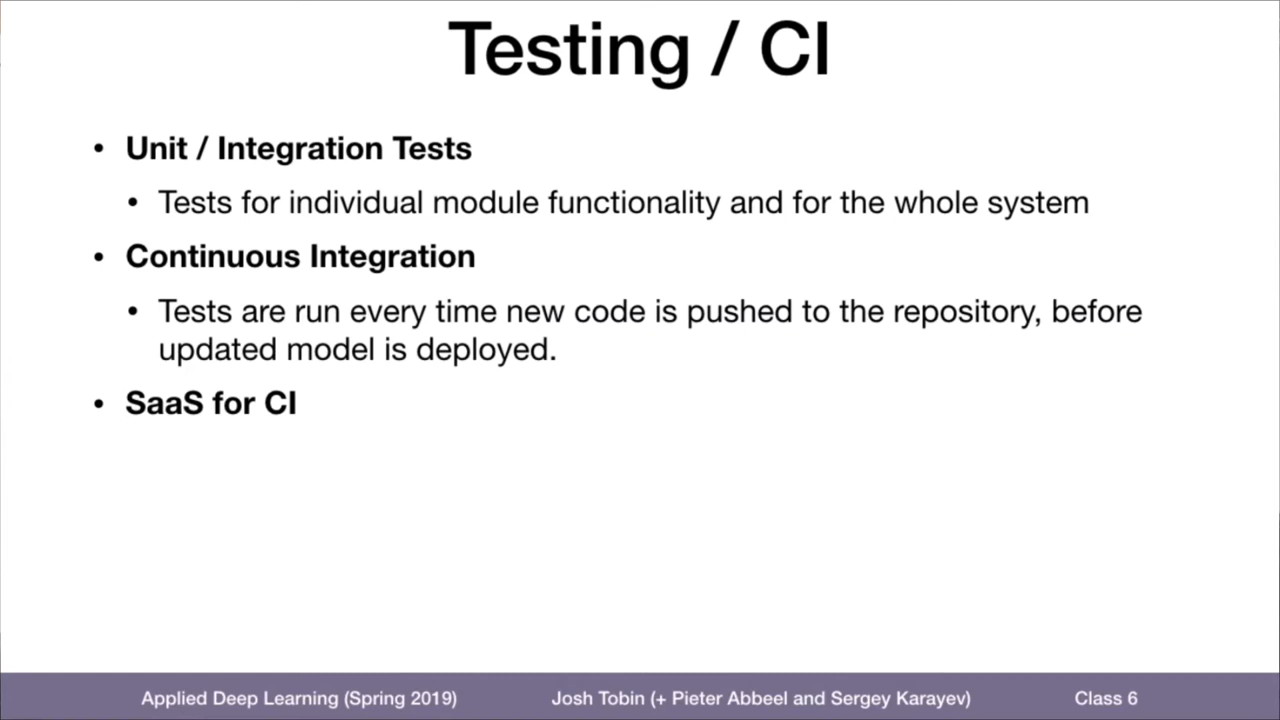 Testing / CI
• Unit / Integration Tests
• Tests for individual module functionality and for the whole system
• Continuous Integration
• Tests are run every time new code is pushed to the repository, before
updated model is deployed.
• SaaS for CI
Applied Deep Learning (Spring 2019) Josh Tobin (+ Pieter Abbeel and Sergey Karayev) Class 6